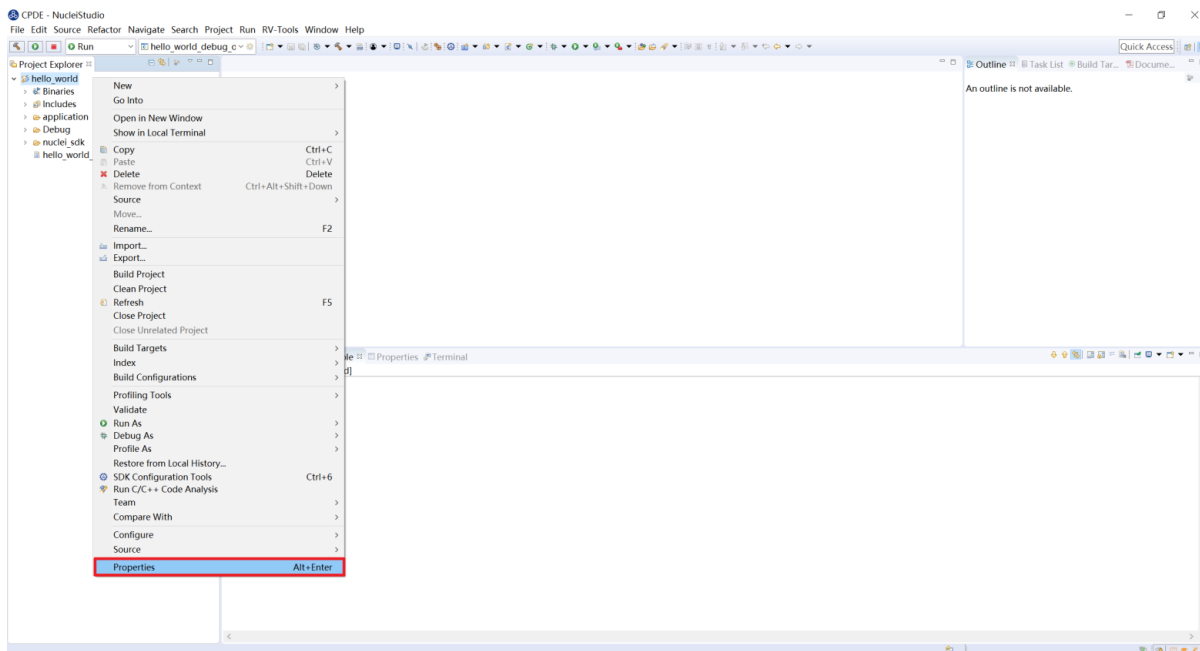 CPDE - NucleiStudio
File Edit Source Refactor Navigate Search Project Run RV-Tools Window Help
Run
hello_world_debug_o
Quick Access
Project Explorer
hello_world
Binaries
Includes
application
Debug
nuclei_sdk
hello_world_
New
Go Into
Open in New Window
Show in Local Terminal
Copy Ctrl+C
Paste Ctrl+V
Delete Delete
Remove from Context Ctrl+Alt+Shift+Down
Source
Move...
Rename... F2
Import...
Export...
Build Project
Clean Project
Refresh F5
Close Project
Close Unrelated Project
Build Targets
Index
Build Configurations
Profiling Tools
Validate
Run As
Debug As
Profile As
Restore from Local History...
SDK Configuration Tools Ctrl+6
Run C/C++ Code Analysis
Team
Compare With
Configure
Source
Properties Alt+Enter
Outline Task List Build Tar... Docume...
An outline is not available.
le Properties Terminal
d]